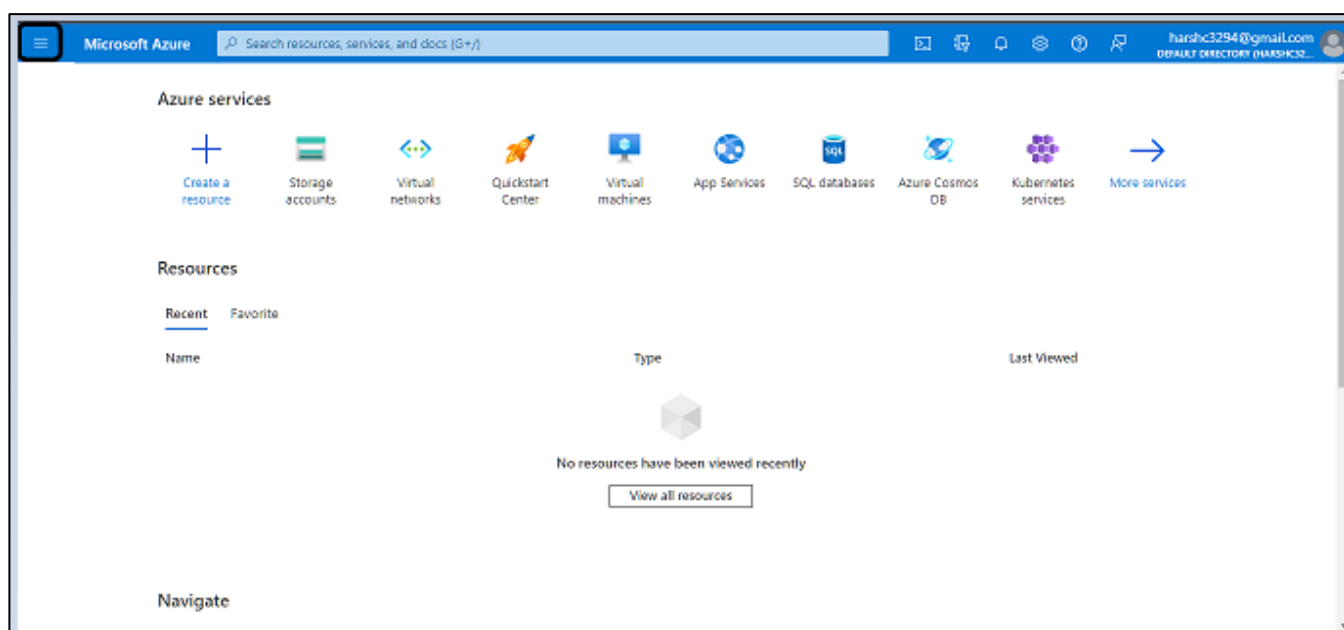 Microsoft Azure
Search resources, services, and docs (G+/)
harshc3294@gmail.com
DEFAULT DIRECTORY (HARSHC32...
Azure services
Create a resource
Storage accounts
Virtual networks
Quickstart Center
Virtual machines
App Services
SQL databases
Azure Cosmos DB
Kubernetes services
More services
Resources
Recent Favorite
Name Type Last Viewed
No resources have been viewed recently
View all resources
Navigate